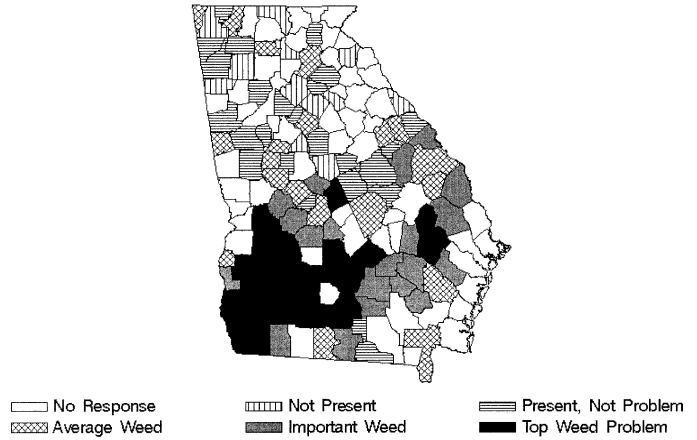 No Response Not Present Present, Not Problem
Average Weed Important Weed Top Weed Problem